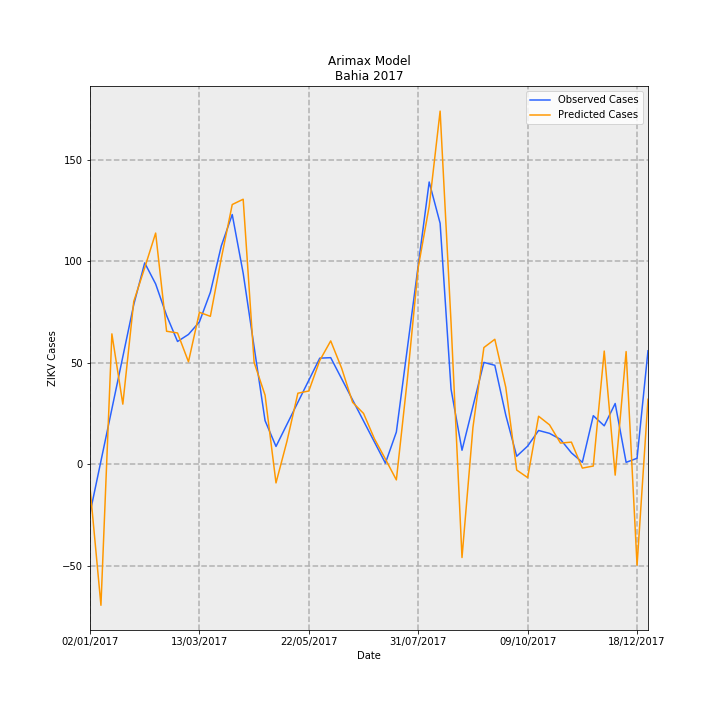 Arimax Model
Bahia 2017
Observed Cases
Predicted Cases
150
100
50
0
−50
ZIKV Cases
02/01/2017 13/03/2017 22/05/2017 31/07/2017 09/10/2017 18/12/2017
Date